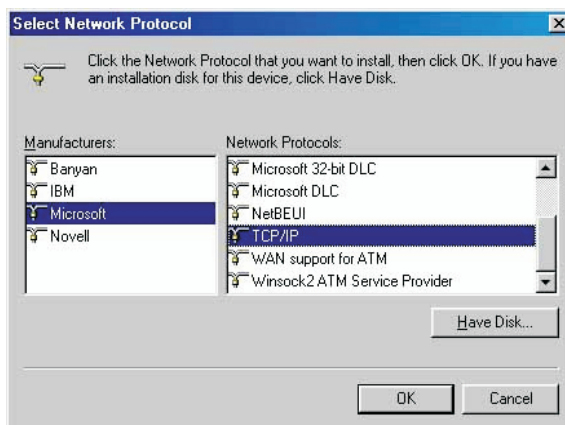 Select Network Protocol
Click the Network Protocol that you want to install, then click OK. If you have
an installation disk for this device, click Have Disk.
Manufacturers:
Banyan
IBM
Microsoft
Novell
Network Protocols:
Microsoft 32-bit DLC
Microsoft DLC
NetBEUI
TCP/IP
WAN support for ATM
Winsock2 ATM Service Provider
Have Disk...
OK
Cancel